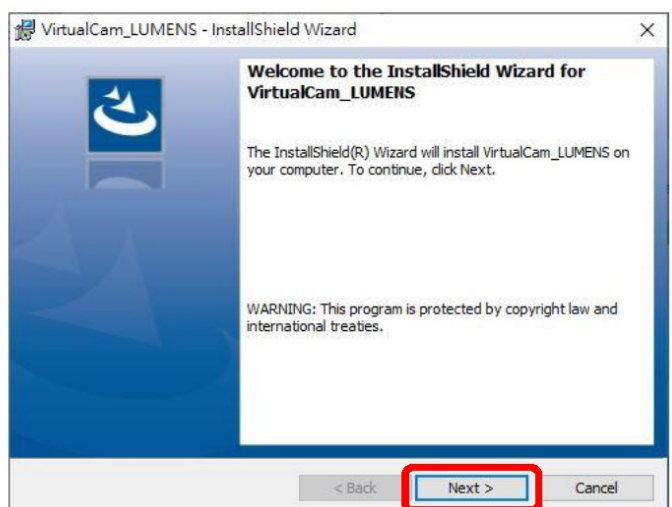 VirtualCam_LUMENS - InstallShield Wizard
Welcome to the InstallShield Wizard for
VirtualCam_LUMENS
The InstallShield(R) Wizard will install VirtualCam_LUMENS on
your computer. To continue, click Next.
WARNING: This program is protected by copyright law and
international treaties.
< Back
Next >
Cancel